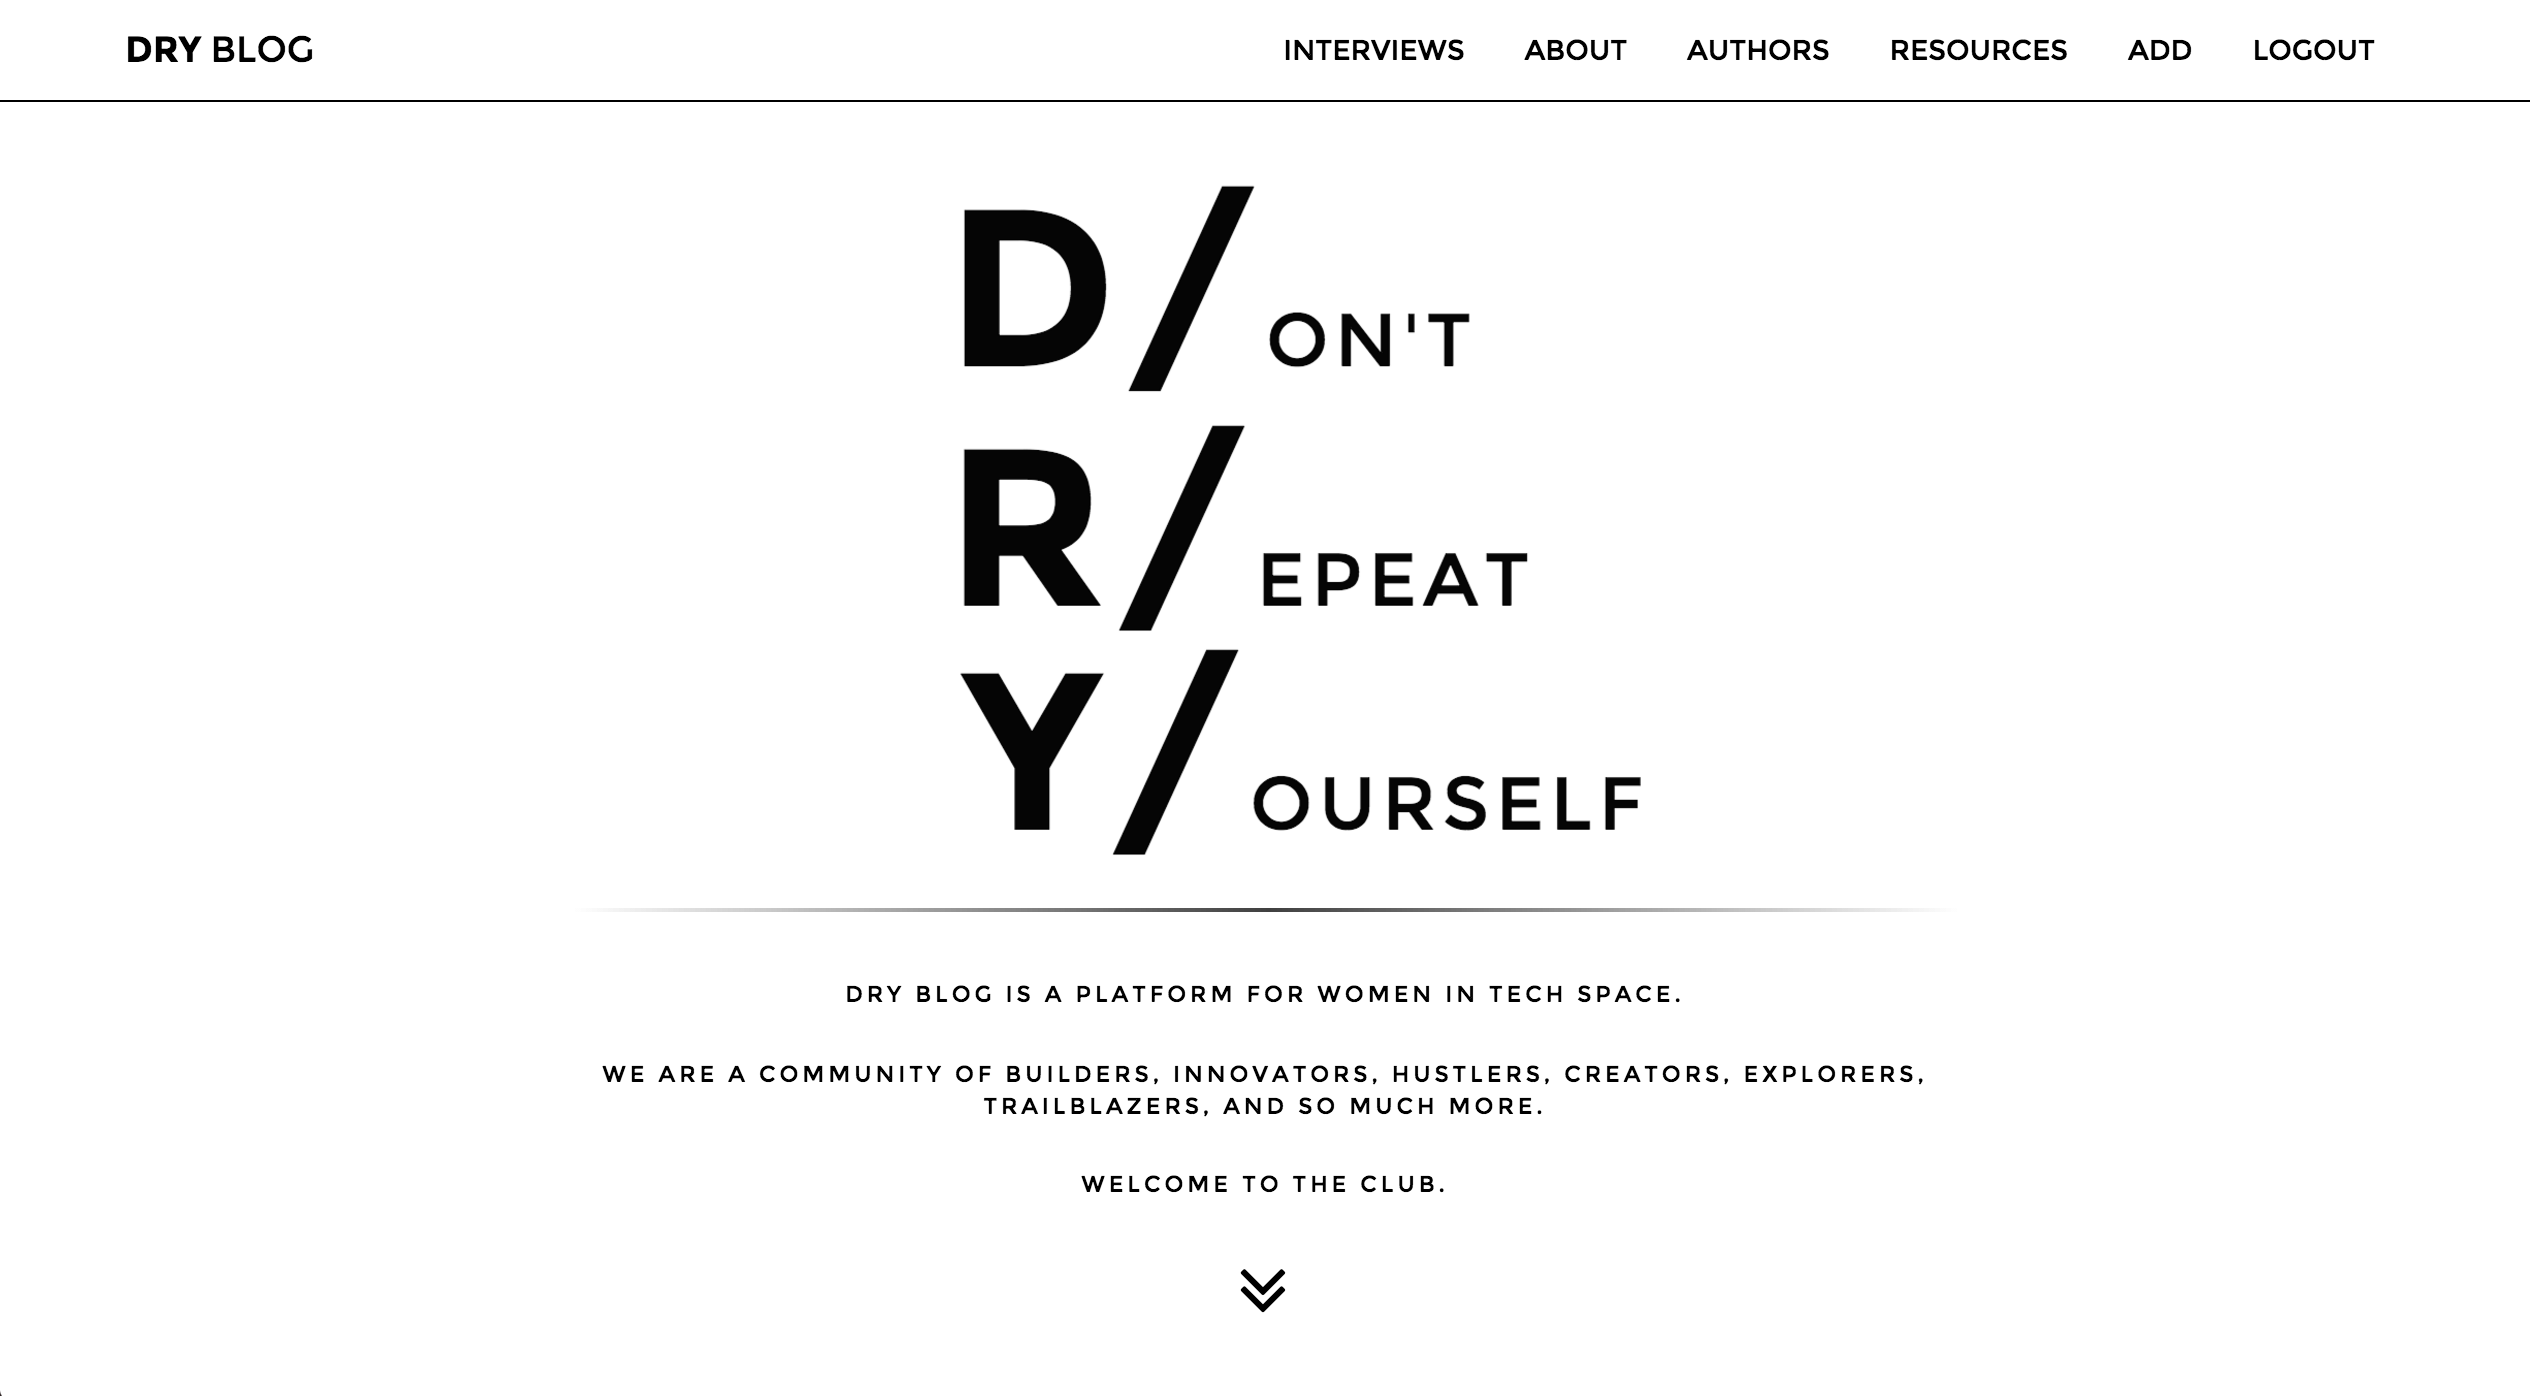 DRY BLOG INTERVIEWS ABOUT AUTHORS RESOURCES ADD LOGOUT
D/ON'T
R/EPEAT
Y/OURSELF
DRY BLOG IS A PLATFORM FOR WOMEN IN TECH SPACE.
WE ARE A COMMUNITY OF BUILDERS, INNOVATORS, HUSTLERS, CREATORS, EXPLORERS,
TRAILBLAZERS, AND SO MUCH MORE.
WELCOME TO THE CLUB.